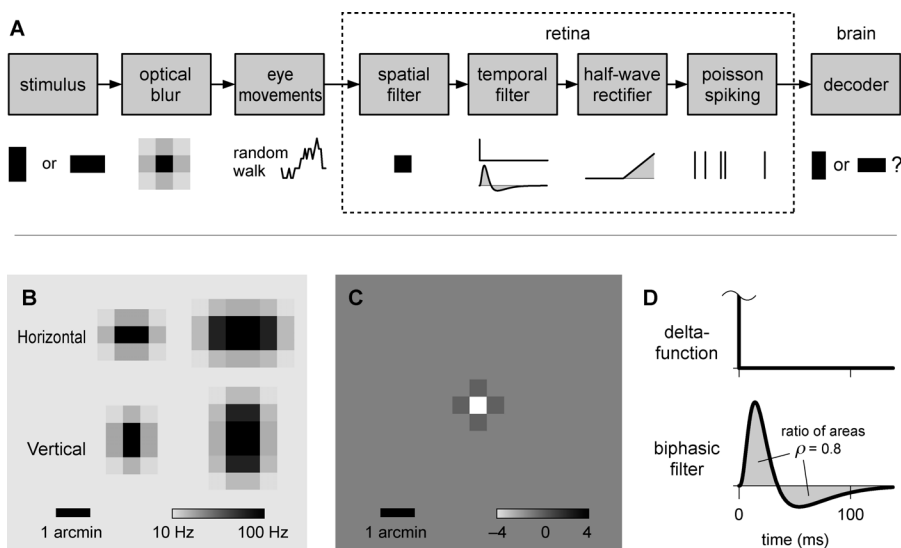 A
retina
brain
stimulus
optical blur
eye movements
spatial filter
temporal filter
half-wave rectifier
poisson spiking
decoder
or
random walk
or ?
B
Horizontal
Vertical
1 arcmin
10 Hz 100 Hz
C
1 arcmin
−4 0 4
D
delta-function
0 100
biphasic filter
ratio of areas
ρ = 0.8
0 100
time (ms)